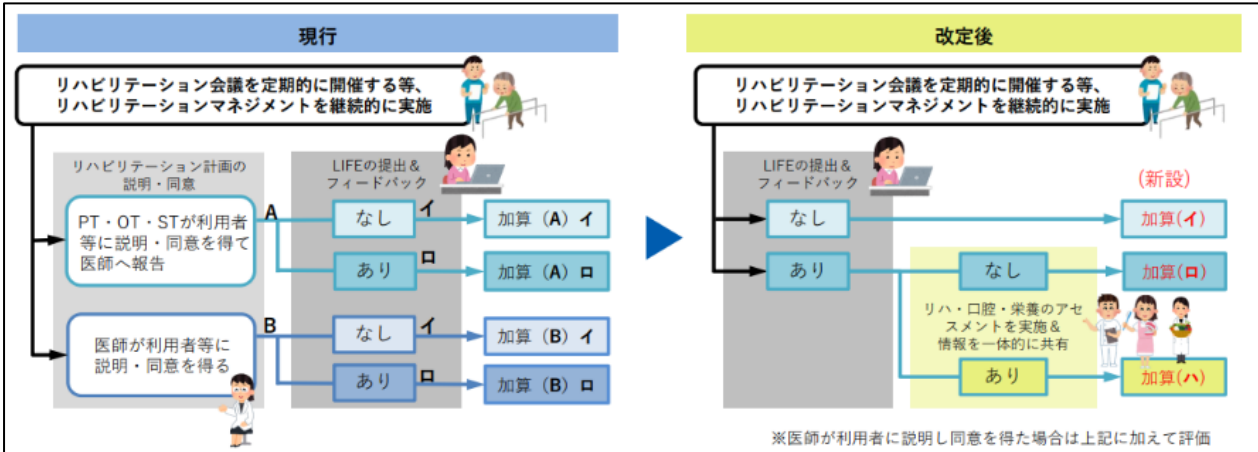 現行
リハビリテーション会議を定期的に開催する等、
リハビリテーションマネジメントを継続的に実施
リハビリテーション計画の
説明・同意
LIFEの提出＆
フィードバック
PT・OT・STが利用者
等に説明・同意を得て
医師へ報告
A
なし
イ
加算（A）イ
あり
ロ
加算（A）ロ
医師が利用者等に
説明・同意を得る
B
なし
イ
加算（B）イ
あり
ロ
加算（B）ロ
改定後
リハビリテーション会議を定期的に開催する等、
リハビリテーションマネジメントを継続的に実施
LIFEの提出＆
フィードバック
(新設)
なし
加算(イ)
あり
なし
加算(ロ)
リハ・口腔・栄養のアセ
スメントを実施＆
情報を一体的に共有
あり
加算(ハ)
※医師が利用者に説明し同意を得た場合は上記に加えて評価